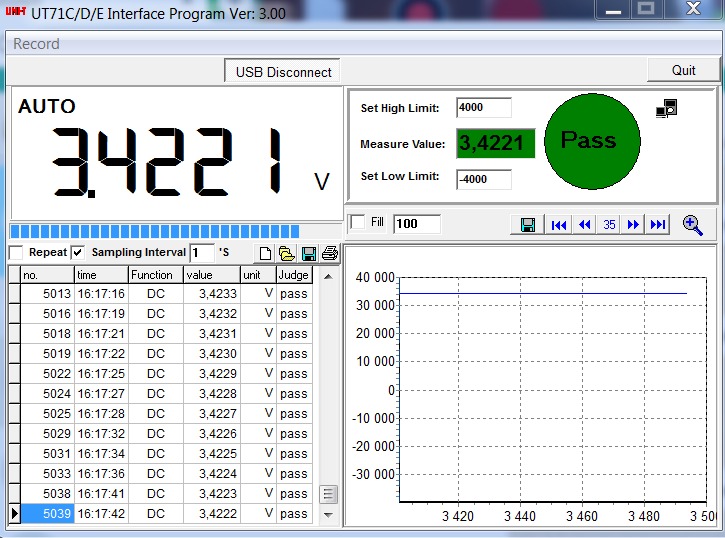 UNI-T UT71C/D/E Interface Program Ver: 3.00
Record
USB Disconnect
Quit
AUTO
3.4221 V
Set High Limit: 4000
Measure Value: 3,4221
Set Low Limit: -4000
Pass
Fill 100
35
Repeat Sampling Interval 1 'S
no. time Function value unit Judge
5013 16:17:16 DC 3,4233 V pass
5016 16:17:19 DC 3,4232 V pass
5018 16:17:21 DC 3,4231 V pass
5019 16:17:22 DC 3,4230 V pass
5022 16:17:25 DC 3,4229 V pass
5024 16:17:27 DC 3,4228 V pass
5025 16:17:28 DC 3,4227 V pass
5029 16:17:32 DC 3,4226 V pass
5031 16:17:34 DC 3,4225 V pass
5033 16:17:36 DC 3,4224 V pass
5038 16:17:41 DC 3,4223 V pass
5039 16:17:42 DC 3,4222 V pass
40 000
30 000
20 000
10 000
0
-10 000
-20 000
-30 000
3 420 3 440 3 460 3 480 3 500